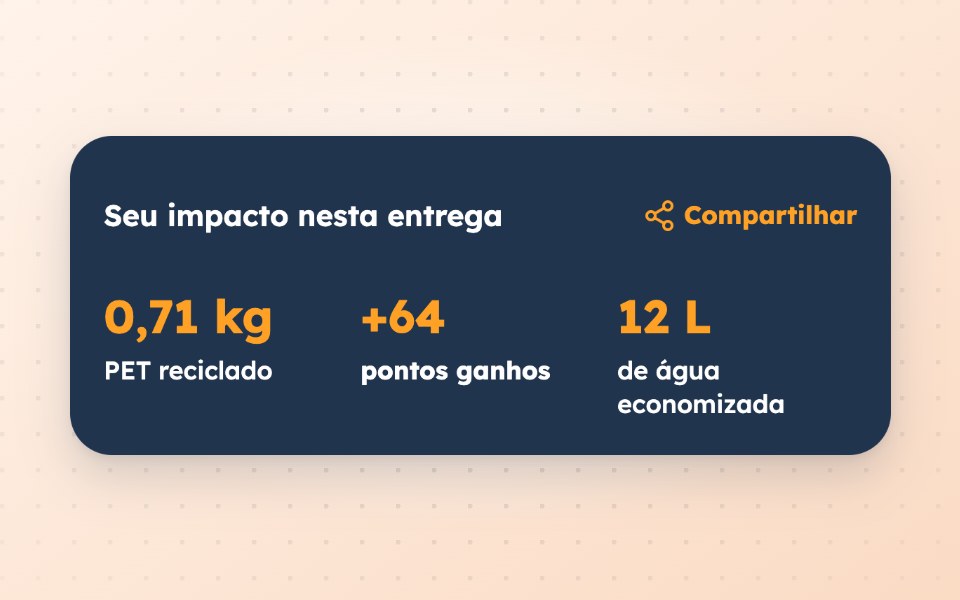 Seu impacto nesta entrega
Compartilhar
0,71 kg
PET reciclado
+64
pontos ganhos
12 L
de água
economizada